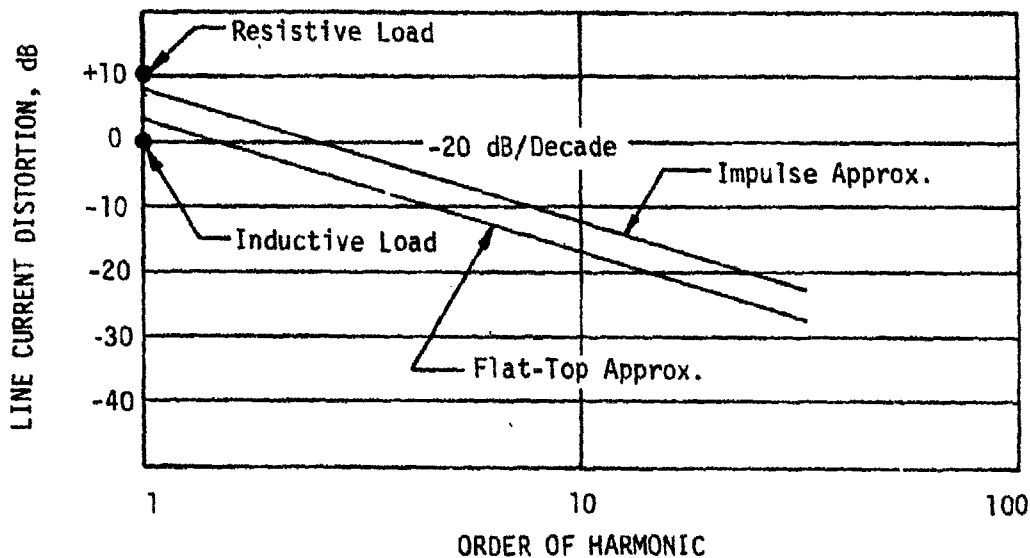 LINE CURRENT DISTORTION, dB
Resistive Load
+10
0
-20 dB/Decade
Impulse Approx.
-10
Inductive Load
-20
-30
Flat-Top Approx.
-40
1
10
100
ORDER OF HARMONIC